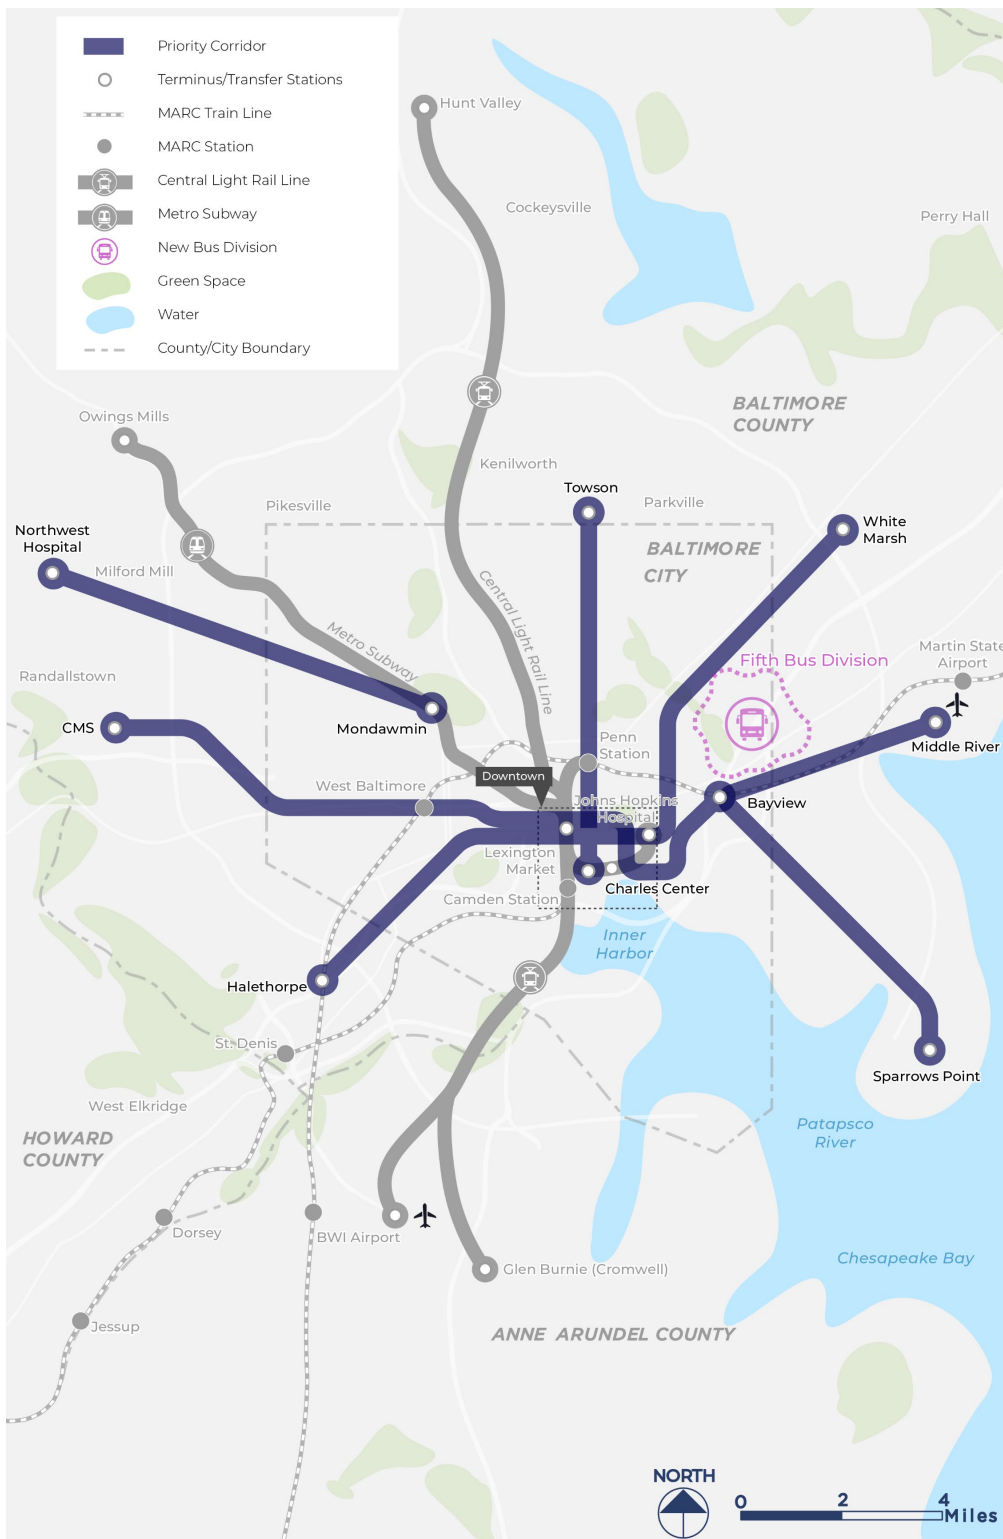 Priority Corridor
Terminus/Transfer Stations
MARC Train Line
MARC Station
Central Light Rail Line
Metro Subway
New Bus Division
Green Space
Water
County/City Boundary
Hunt Valley
Cockeysville
Perry Hall
BALTIMORE
COUNTY
Owings Mills
Kenilworth
Pikesville
Towson
Parkville
White
Marsh
Northwest
Hospital
Milford Mill
BALTIMORE
CITY
Central Light Rail Line
Metro Subway
Martin State
Airport
Fifth Bus Division
Randallstown
CMS
Mondawmin
Penn
Station
Middle River
Downtown
West Baltimore
Johns Hopkins
Hospital
Bayview
Lexington
Market
Charles Center
Camden Station
Inner
Harbor
Halethorpe
St. Denis
Sparrows Point
West Elkridge
HOWARD
COUNTY
Patapsco
River
Dorsey
BWI Airport
Glen Burnie (Cromwell)
Chesapeake Bay
Jessup
ANNE ARUNDEL COUNTY
NORTH
0 2 4
Miles